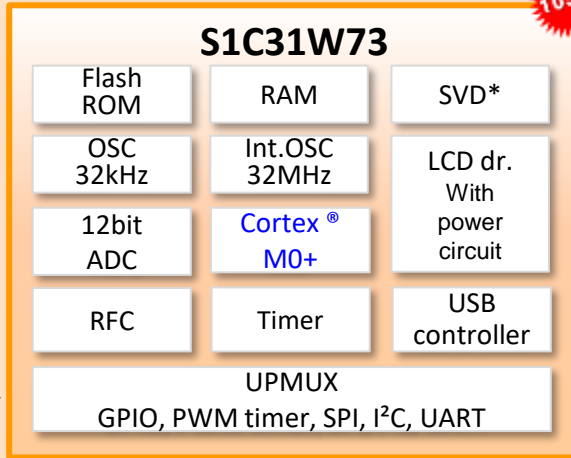 S1C31W73
Flash
ROM
RAM
SVD*
OSC
32kHz
Int.OSC
32MHz
LCD dr.
With
power
circuit
12bit
ADC
Cortex ®
M0+
RFC
Timer
USB
controller
UPMUX
GPIO, PWM timer, SPI, I²C, UART